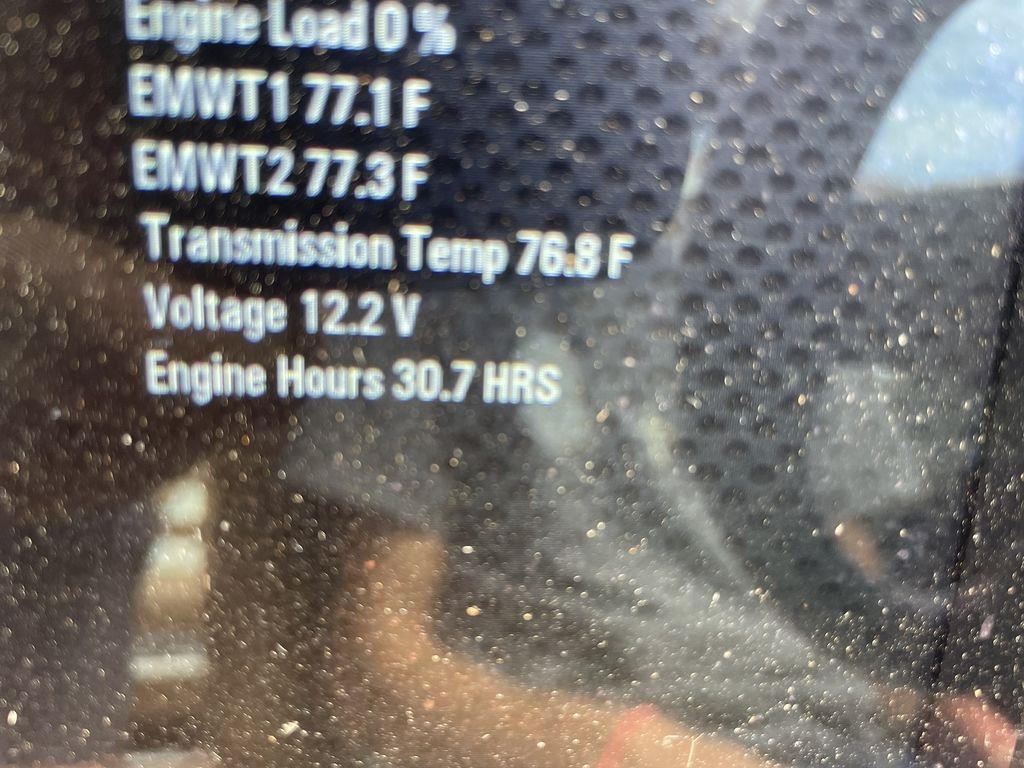 Engine Load 0 %
EMWT1 77.1 F
EMWT2 77.3 F
Transmission Temp 76.8 F
Voltage 12.2 V
Engine Hours 30.7 HRS